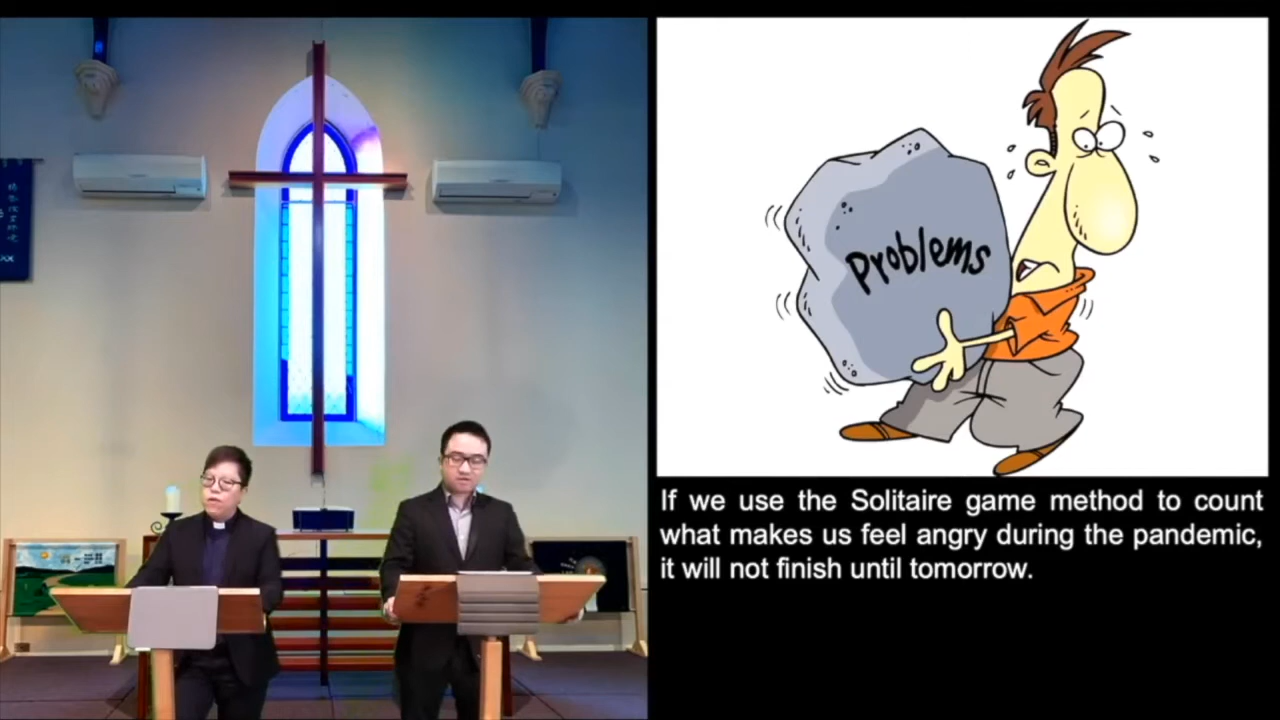 Problems
If we use the Solitaire game method to count
what makes us feel angry during the pandemic,
it will not finish until tomorrow.